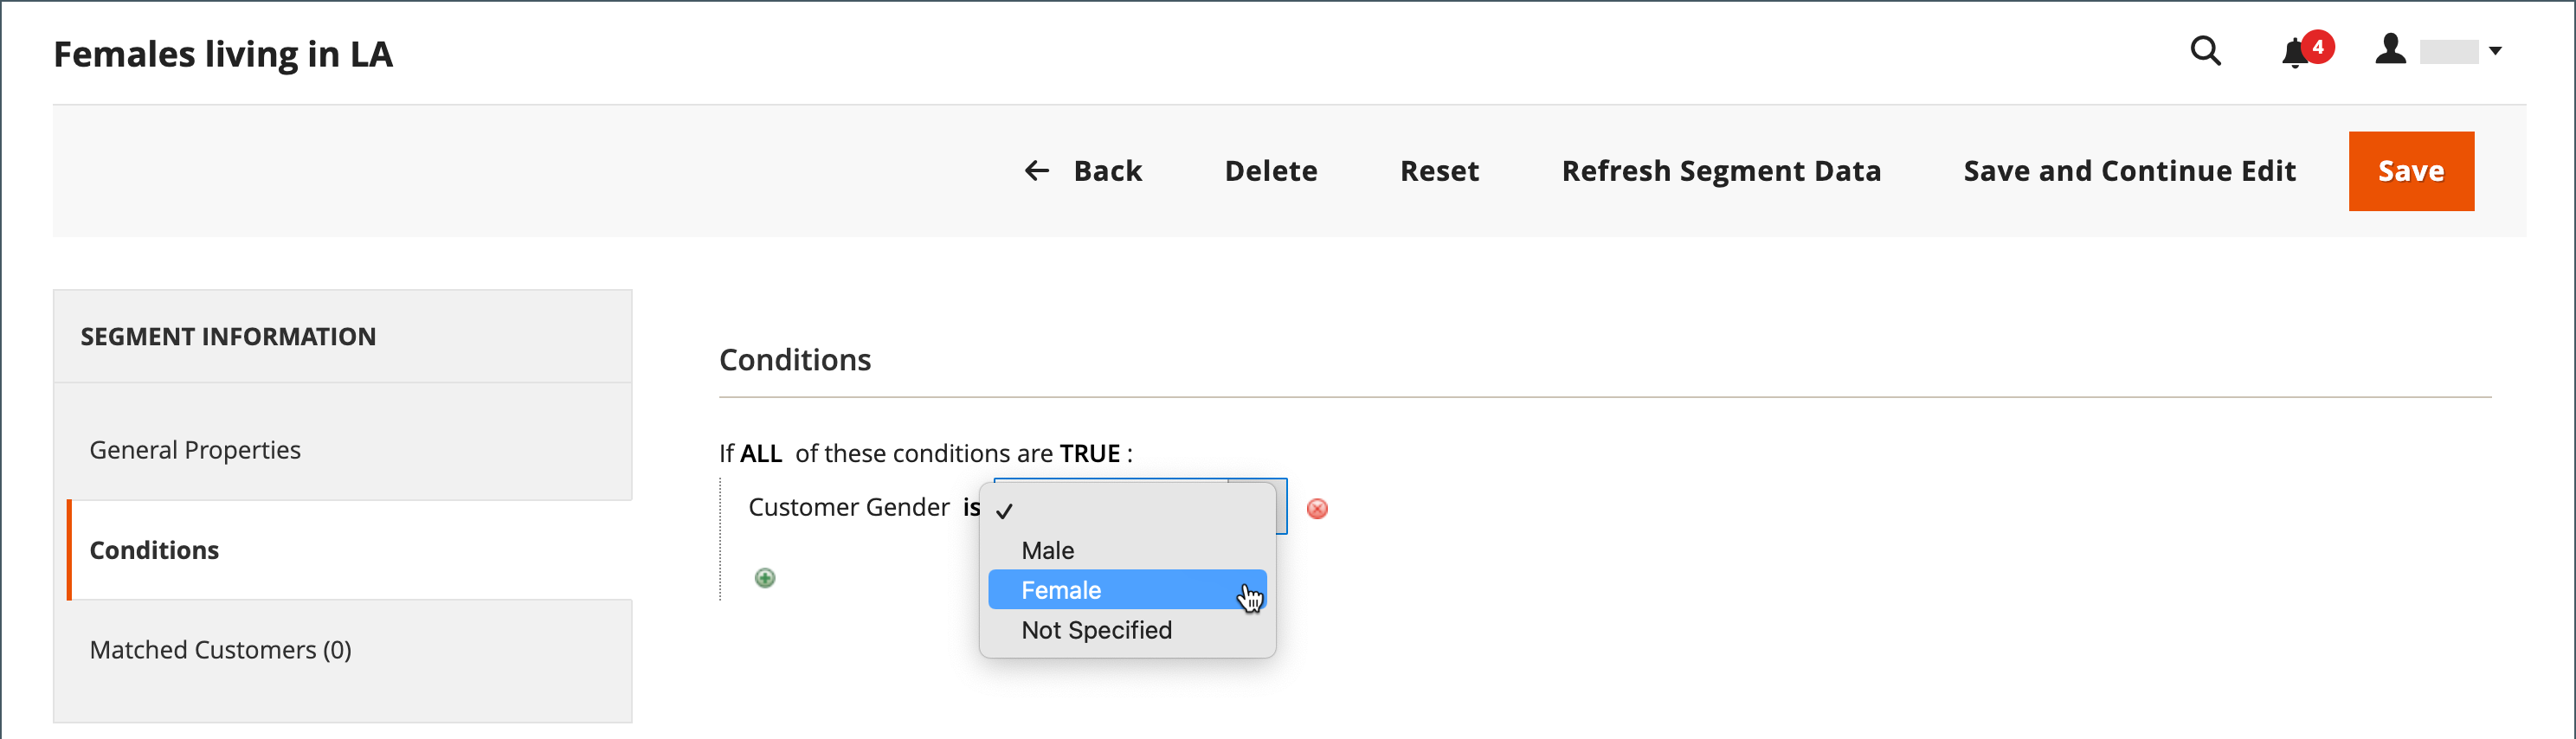 Females living in LA
4
Back Delete Reset Refresh Segment Data Save and Continue Edit Save
SEGMENT INFORMATION
General Properties
Conditions
Matched Customers (0)
Conditions
If ALL of these conditions are TRUE :
Customer Gender is
Male
Female
Not Specified